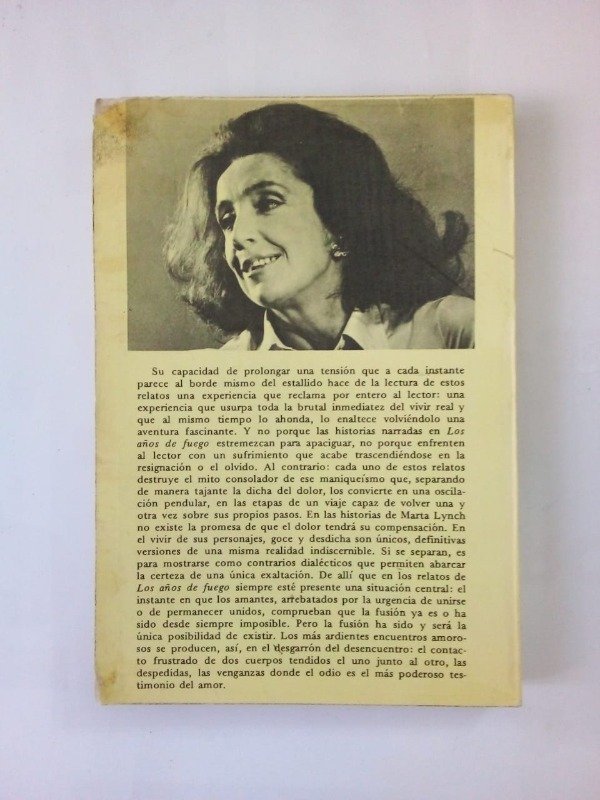 Su capacidad de prolongar una tensión que a cada instante
parece al borde mismo del estallido hace de la lectura de estos
relatos una experiencia que reclama por entero al lector: una
experiencia que usurpa toda la brutal inmediatez del vivir real y
que al mismo tiempo lo ahonda, lo enaltece volviéndolo una
aventura fascinante. Y no porque las historias narradas en Los
años de fuego estremezcan para apaciguar, no porque enfrenten
al lector con un sufrimiento que acabe trascendiéndose en la
resignación o el olvido. Al contrario: cada uno de estos relatos
destruye el mito consolador de ese maniqueísmo que, separando
de manera tajante la dicha del dolor, los convierte en una oscila-
ción pendular, en las etapas de un viaje capaz de volver una y
otra vez sobre sus propios pasos. En las historias de Marta Lynch
no existe la promesa de que el dolor tendrá su compensación. En
el vivir de sus personajes, goce y desdicha son únicos, definitivas
versiones de una misma realidad indiscernible. Si se separan, es
para mostrarse como contrarios dialécticos que permiten abarcar
la certeza de una única exaltación. De allí que en los relatos de
Los años de fuego siempre esté presente una situación central: el
instante en que los amantes, arrebatados por la urgencia de unirse
o de permanecer unidos, comprueban que la fusión ya es o ha
sido desde siempre imposible. Pero la fusión ha sido y será la
única posibilidad de existir. Los más ardientes encuentros amoro-
sos se producen, así, en el desgarrón del desencuentro: el contac-
to frustrado de dos cuerpos tendidos el uno junto al otro, las
despedidas, las venganzas donde el odio es el más poderoso tes-
timonio del amor.